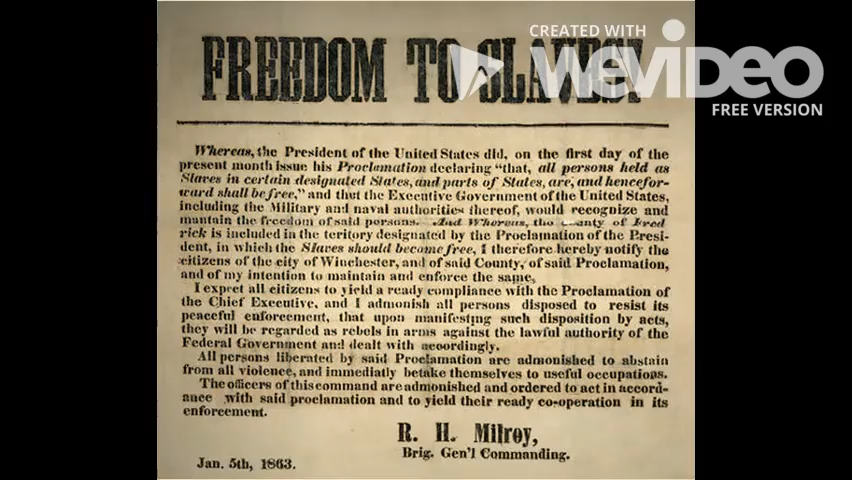 CREATED WITH
WeVideo
FREE VERSION
FREEDOM TO SLAVES!
Whereas, the President of the United States did, on the first day of the
present month issue his Proclamation declaring "that, all persons held as
Slaves in certain designated States, and parts of States, are, and hencefor-
ward shall be free," and that the Executive Government of the United States,
including the Military and naval authorities thereof, would recognize and
mantain the freedom of said persons. And Whereas, the county of Fred
rick is included in the teritory designated by the Proclamation of the Presi-
dent, in which the Slaves should become free, I therefore hereby notify the
citizens of the city of Winchester, and of said County, of said Proclamation,
and of my intention to maintain and enforce the same.
I expect all citizens to yield a ready compliance with the Proclamation of
the Chief Executive, and I admonish all persons disposed to resist its
peaceful enforcement, that upon manifesting such disposition by acts,
they will be regarded as rebels in arms against the lawful authority of the
Federal Government and dealt with accordingly.
All persons liberated by said Proclamation are admonished to abstain
from all violence, and immediatly betake themselves to useful occupations.
The officers of this command are admonished and ordered to act in accord-
ance with said proclamation and to yield their ready co-operation in its
enforcement.
R. H. Milroy,
Brig. Gen'l Commanding.
Jan. 5th, 1863.